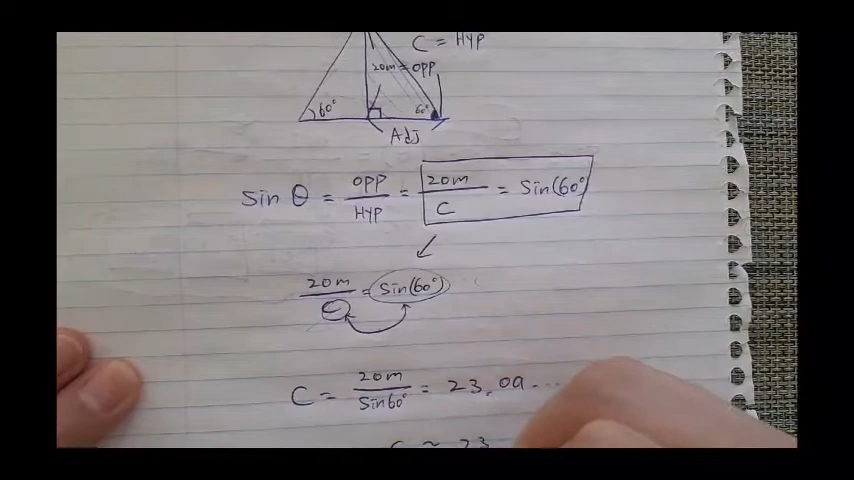 C = HYP
20m = OPP
60° 60°
Adj
Sin θ = OPP/HYP = 20m/C = Sin(60°)
20m/C = Sin(60°)
C = 20m/Sin60° = 23.09...
C ≈ 23